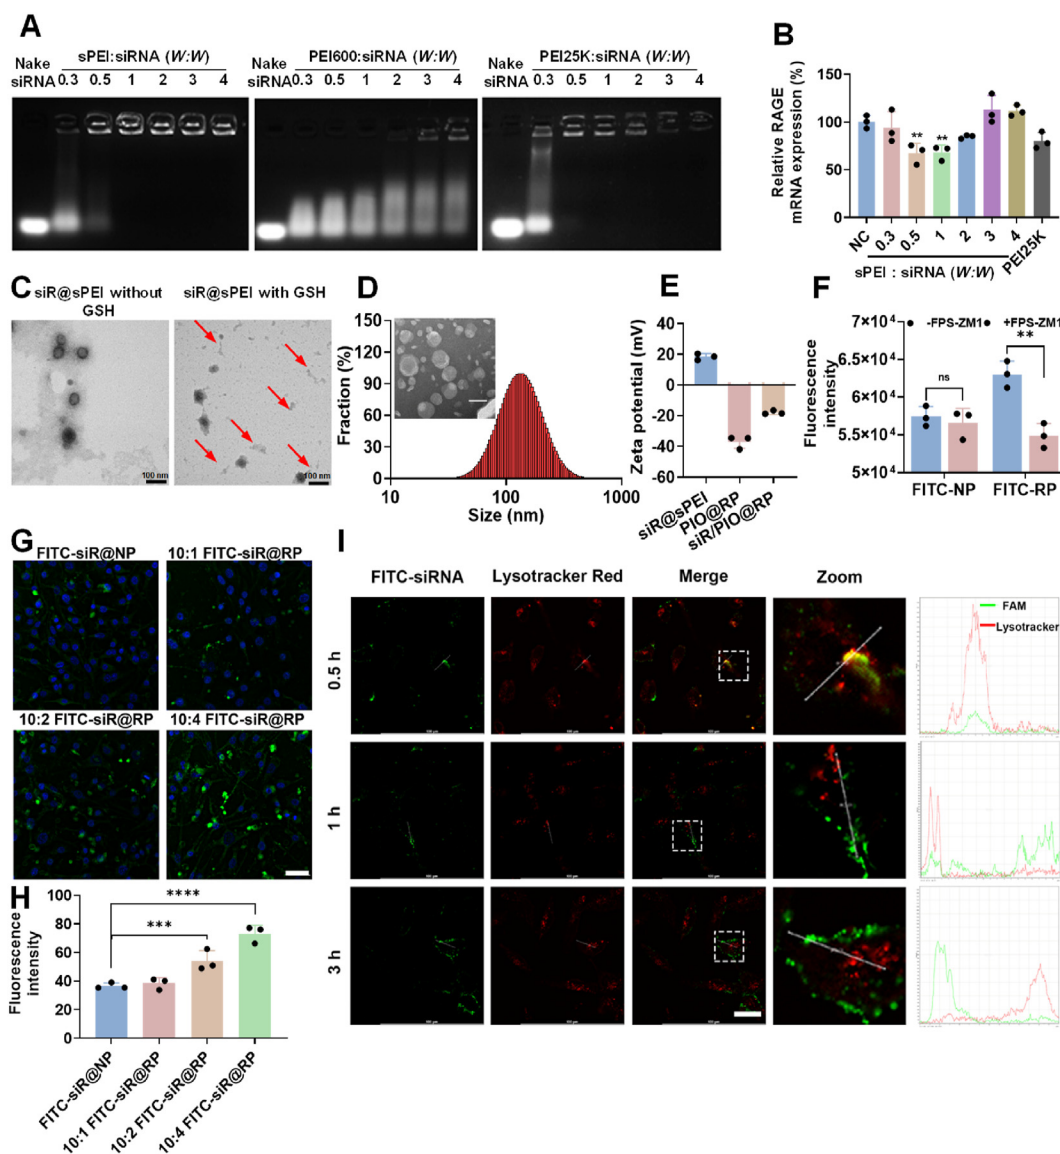 A
sPEI:siRNA (W:W)
PEI600:siRNA (W:W)
PEI25K:siRNA (W:W)
Nake siRNA 0.3 0.5 1 2 3 4
0.3 0.5 1 2 3 4
Nake siRNA 0.3 0.5 1 2 3 4
B
Relative RAGE
mRNA expression (%)
150
100
50
0
** **
NC 0.3 0.5 1 2 3 4 PEI25K
sPEI : siRNA (W:W)
C
siR@sPEI without
GSH
siR@sPEI with GSH
100 nm
100 nm
D
Fraction (%)
150
120
90
60
30
0
10 100 1000
Size (nm)
E
Zeta potential (mV)
40
20
0
-20
-40
-60
siR@sPEI
PIO@RP
siR/PIO@RP
F
Fluorescence
intensity
7×10⁴
6.5×10⁴
6×10⁴
5.5×10⁴
5×10⁴
-FPS-ZM1 +FPS-ZM1
ns
**
FITC-NP FITC-RP
G
FITC-siR@NP
10:1 FITC-siR@RP
10:2 FITC-siR@RP
10:4 FITC-siR@RP
H
Fluorescence
intensity
100
80
60
40
20
0
****
***
FITC-siR@NP
10:1 FITC-siR@RP
10:2 FITC-siR@RP
10:4 FITC-siR@RP
I
FITC-siRNA Lysotracker Red Merge Zoom
FAM
Lysotracker
0.5 h
1 h
3 h